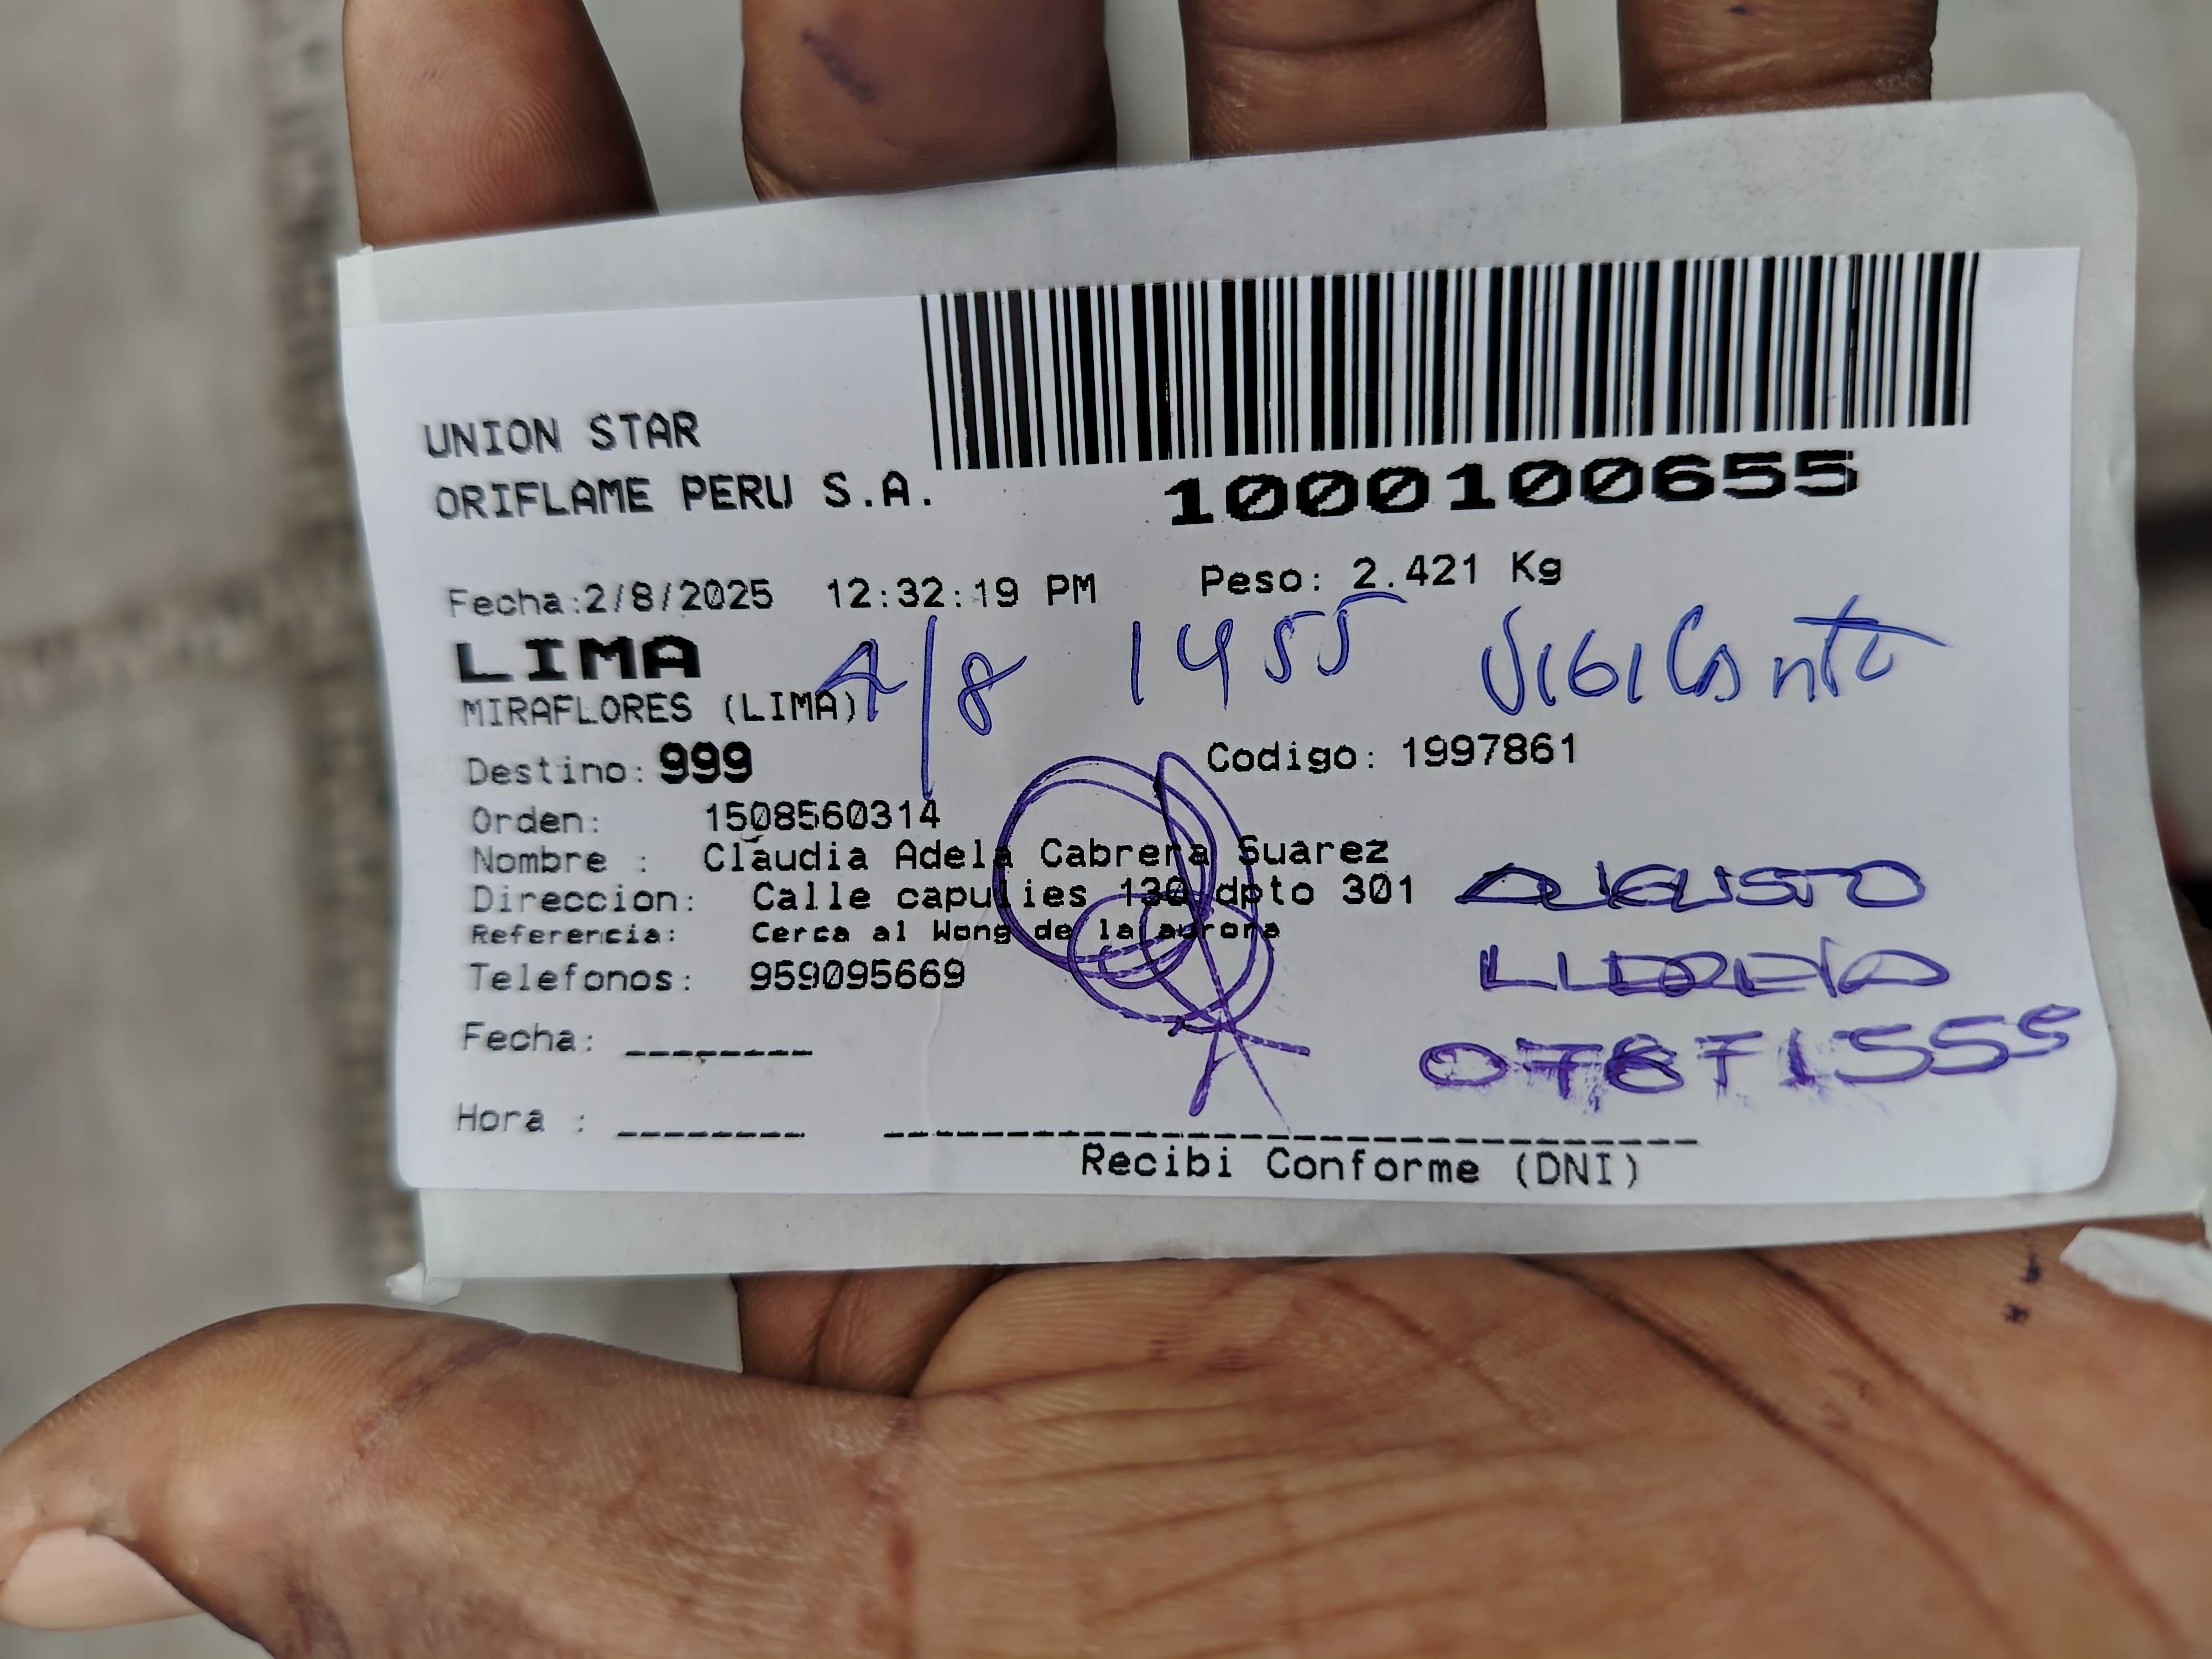 UNION STAR
ORIFLAME PERU S.A.
1000100655
Fecha:2/8/2025 12:32:19 PM Peso: 2.421 Kg
LIMA 4/8 1455 Vigilante
MIRAFLORES (LIMA)
Destino: 999 Codigo: 1997861
Orden: 1508560314
Nombre : Claudia Adela Cabrera Suarez
Direccion: Calle capulies 130 dpto 301 AUGUSTO
Referencia: Cerca al Wong de la aurora
Telefonos: 959095669
Fecha:
Hora :
Recibi Conforme (DNI)